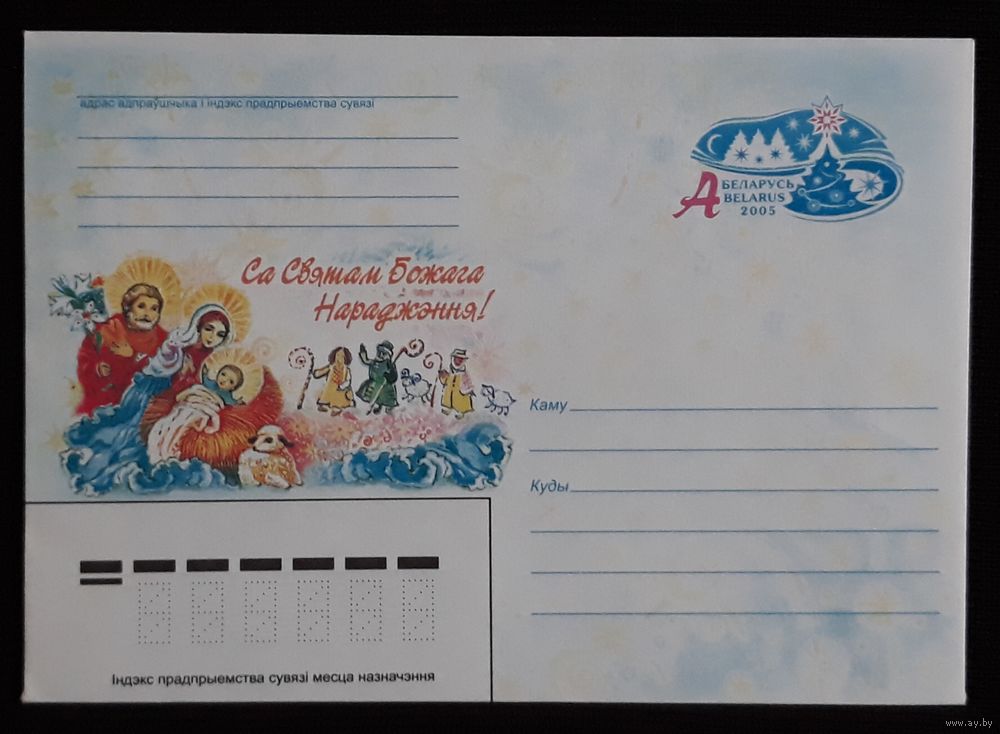 адрас адпраўшчыка і індэкс прадпрыемства сувязі
А
БЕЛАРУСЬ
BELARUS
2005
Са Святам Божага
Нараджэння!
Каму
Куды
Індэкс прадпрыемства сувязі месца назначэння
www.ay.by